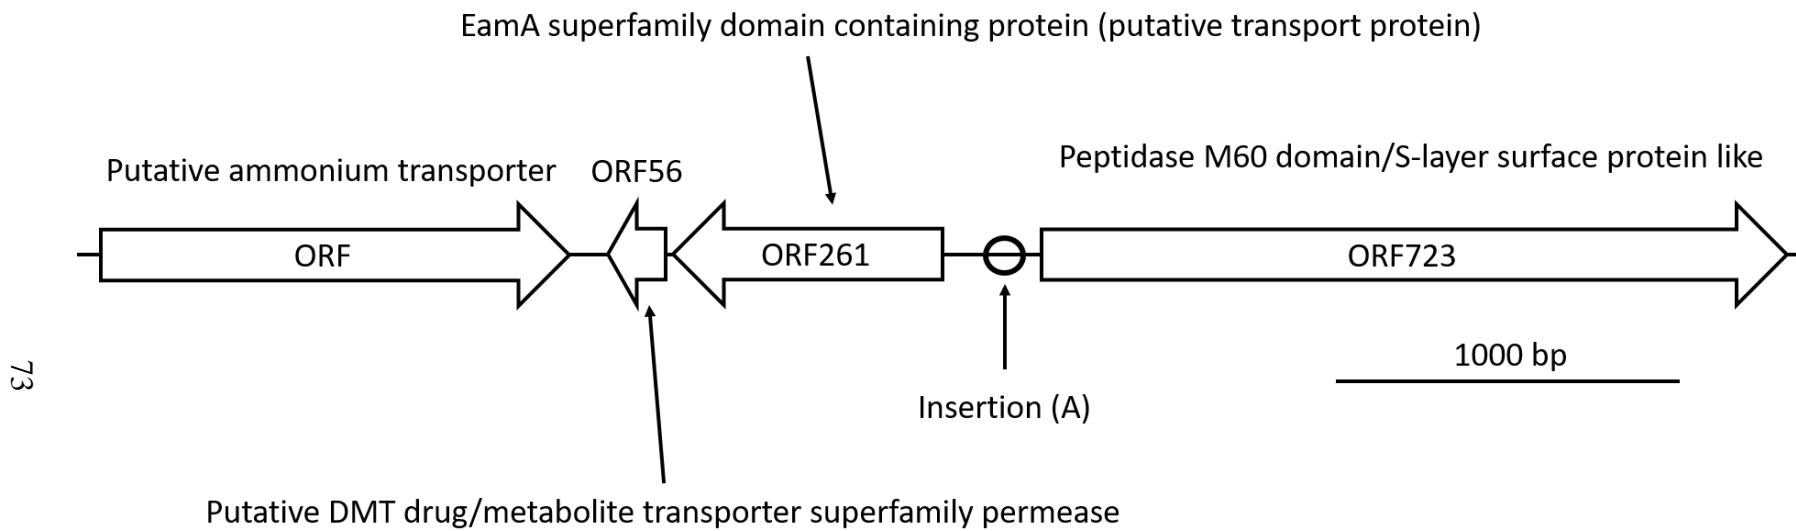 EamA superfamily domain containing protein (putative transport protein)
Putative ammonium transporter
ORF56
Peptidase M60 domain/S-layer surface protein like
ORF
ORF261
ORF723
1000 bp
73
Insertion (A)
Putative DMT drug/metabolite transporter superfamily permease